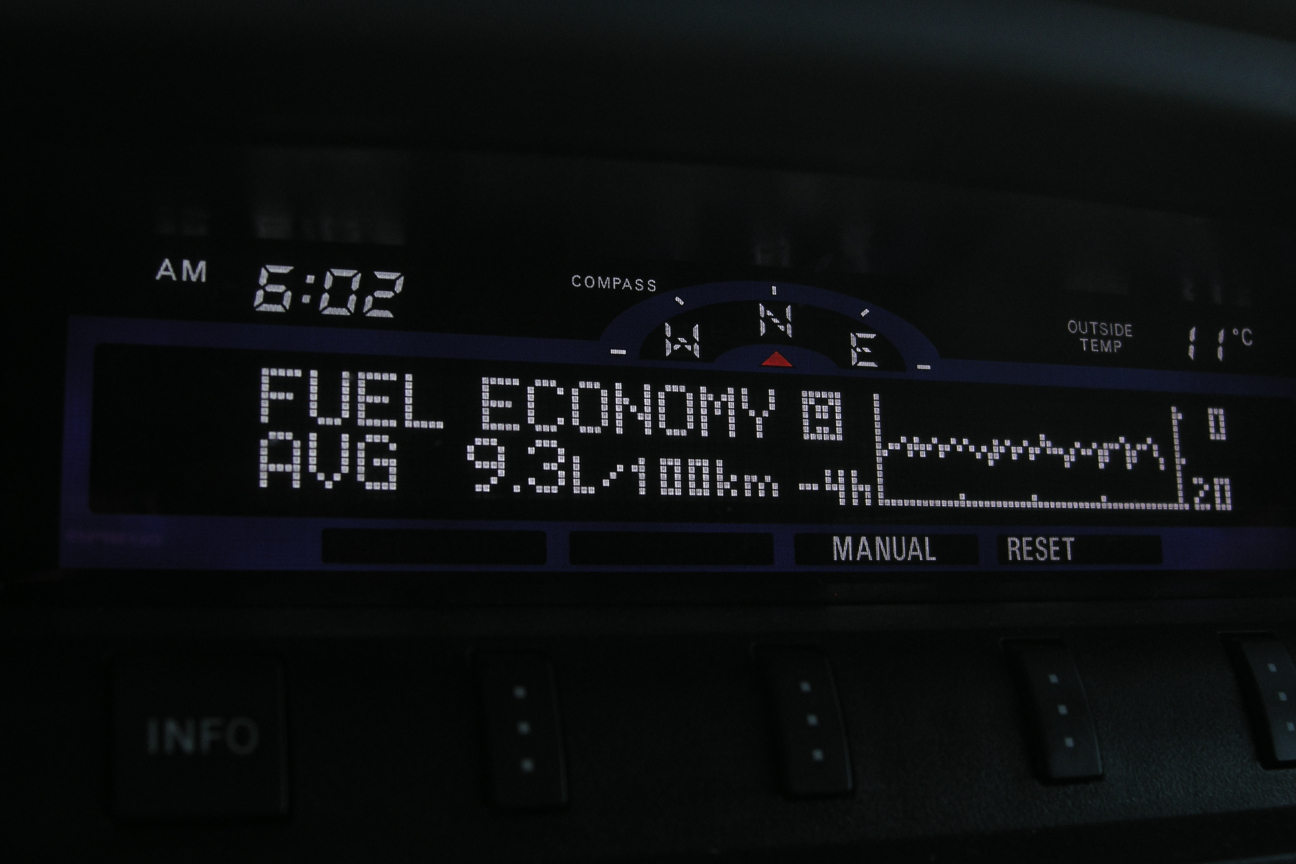 AM 6:02 COMPASS W N E OUTSIDE TEMP 11°C
FUEL ECONOMY
AVG 9.3L/100km -4h
0
20
MANUAL RESET
INFO